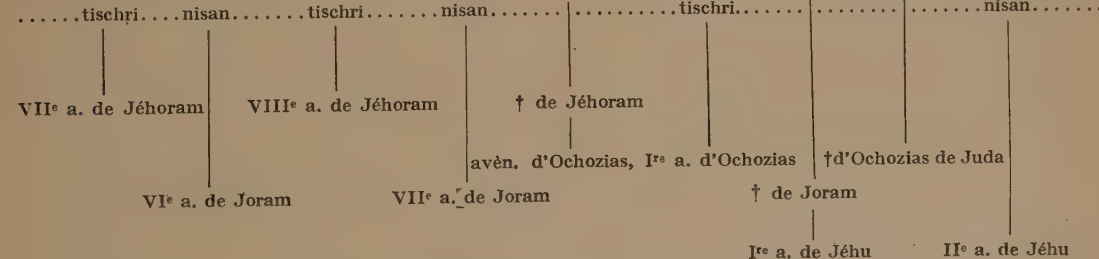 ......tischri....nisan.......tischri.......nisan...................tischri..................................nisan.......
VIIᵉ a. de Jéhoram VIIIᵉ a. de Jéhoram † de Jéhoram
avèn. d'Ochozias, Iʳᵉ a. d'Ochozias †d'Ochozias de Juda
VIᵉ a. de Joram VIIᵉ a. de Joram † de Joram
Iʳᵉ a. de Jéhu IIᵉ a. de Jéhu